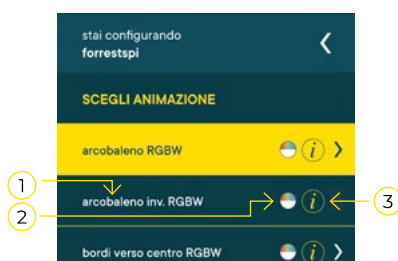 stai configurando
forrestspi
SCEGLI ANIMAZIONE
arcobaleno RGBW i
1
arcobaleno inv. RGBW i 3
2
bordi verso centro RGBW i